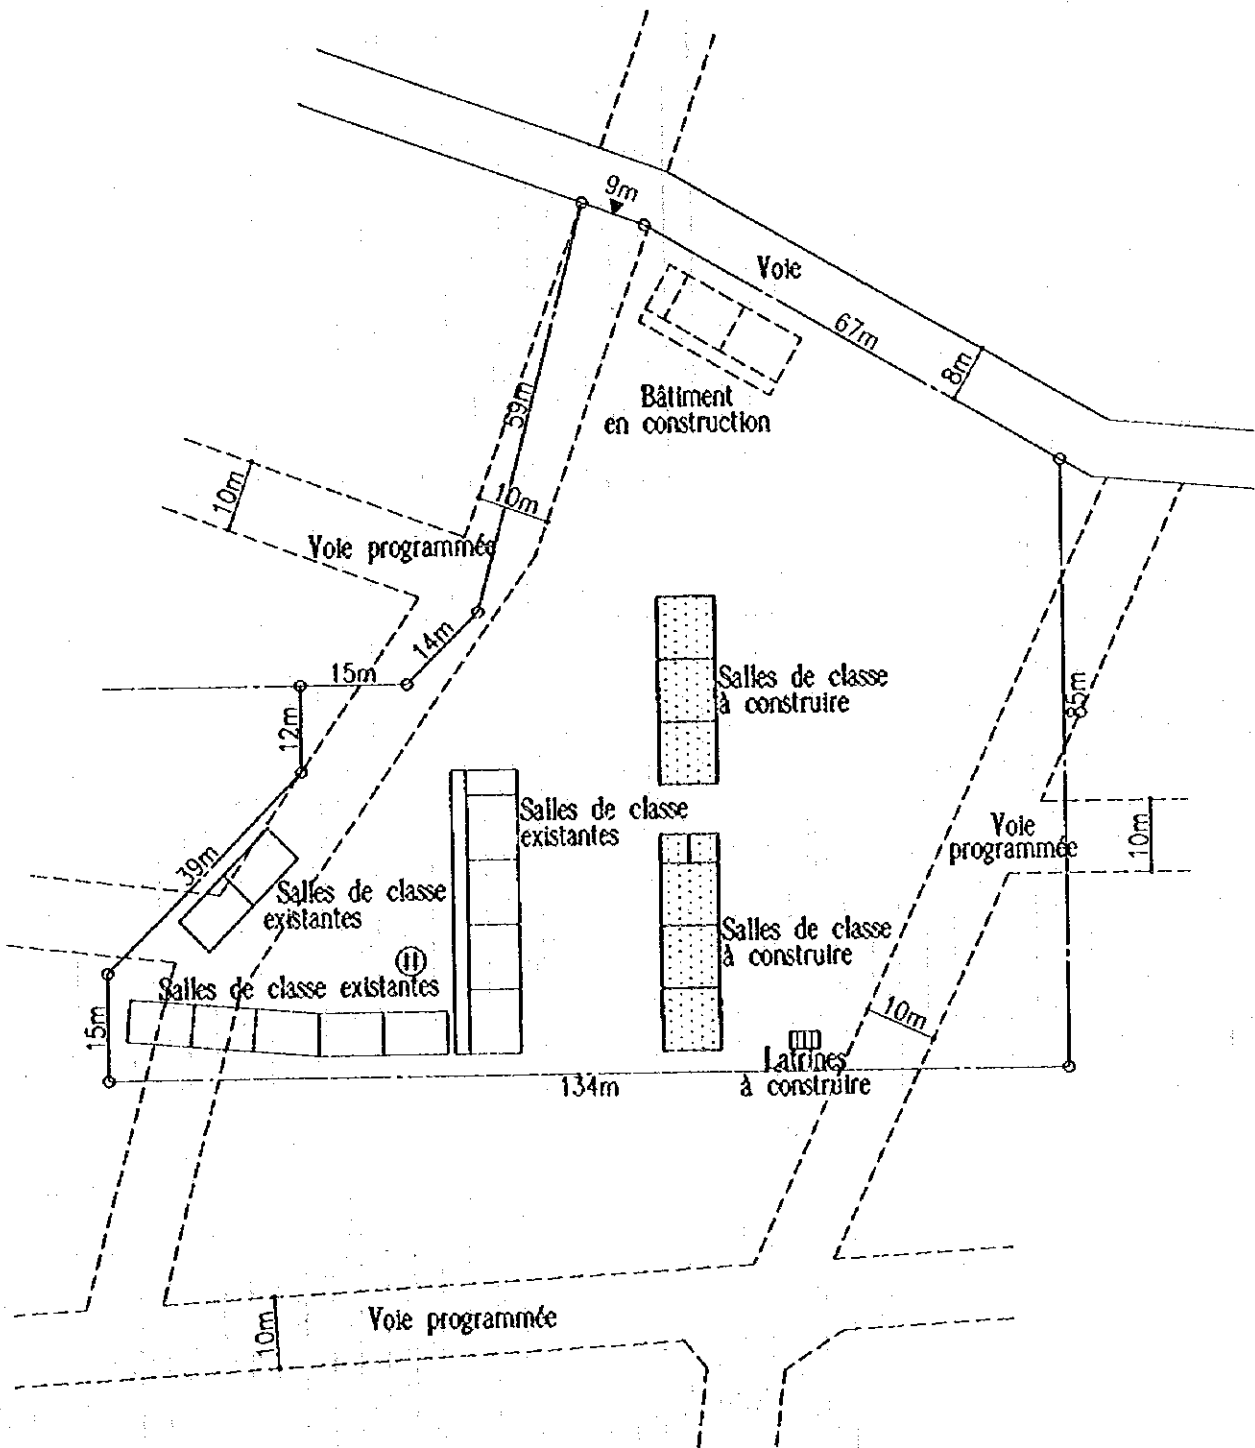 9m
Voie
67m
8m
59m
Bâtiment
en construction
10m
10m
Voie programmée
14m
15m
12m
Salles de classe
à construire
85m
Salles de classe
existantes
Voie
programmée
10m
39m
Salles de classe
existantes
Salles de classe
à construire
Salles de classe existantes
15m
10m
Latrines
à construire
134m
10m
Voie programmée